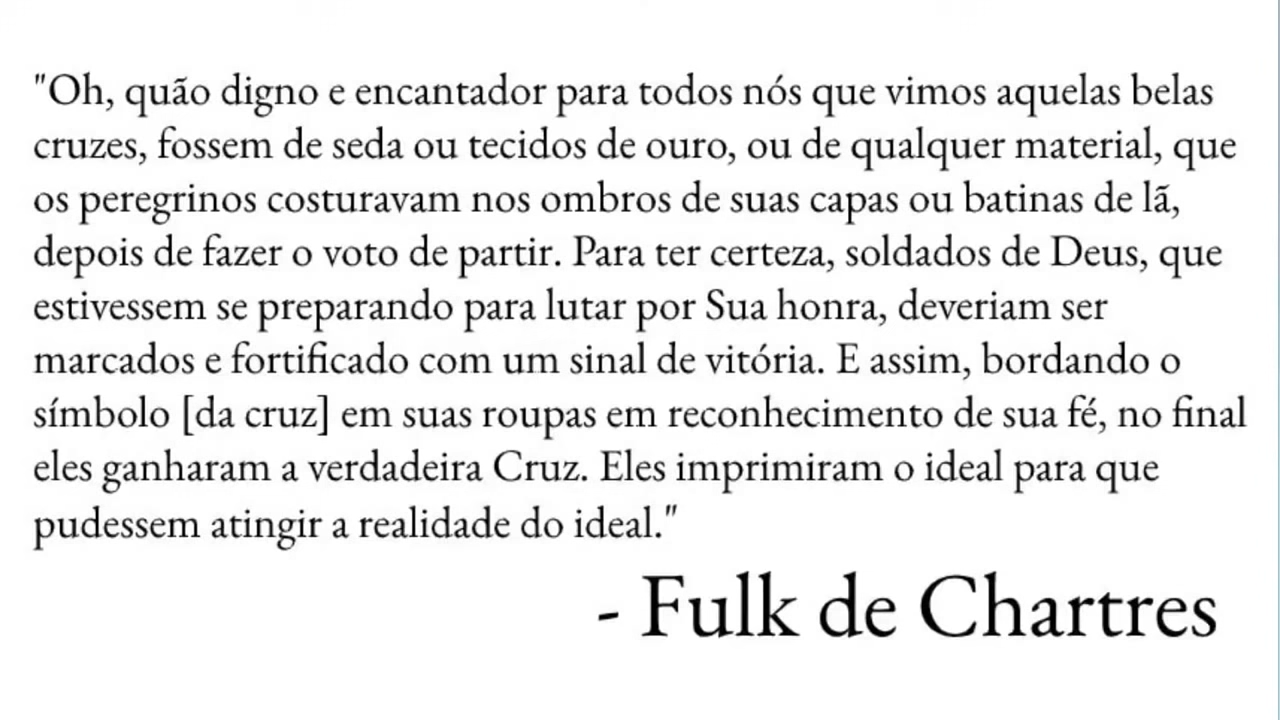 "Oh, quão digno e encantador para todos nós que vimos aquelas belas
cruzes, fossem de seda ou tecidos de ouro, ou de qualquer material, que
os peregrinos costuravam nos ombros de suas capas ou batinas de lã,
depois de fazer o voto de partir. Para ter certeza, soldados de Deus, que
estivessem se preparando para lutar por Sua honra, deveriam ser
marcados e fortificado com um sinal de vitória. E assim, bordando o
símbolo [da cruz] em suas roupas em reconhecimento de sua fé, no final
eles ganharam a verdadeira Cruz. Eles imprimiram o ideal para que
pudessem atingir a realidade do ideal."
- Fulk de Chartres